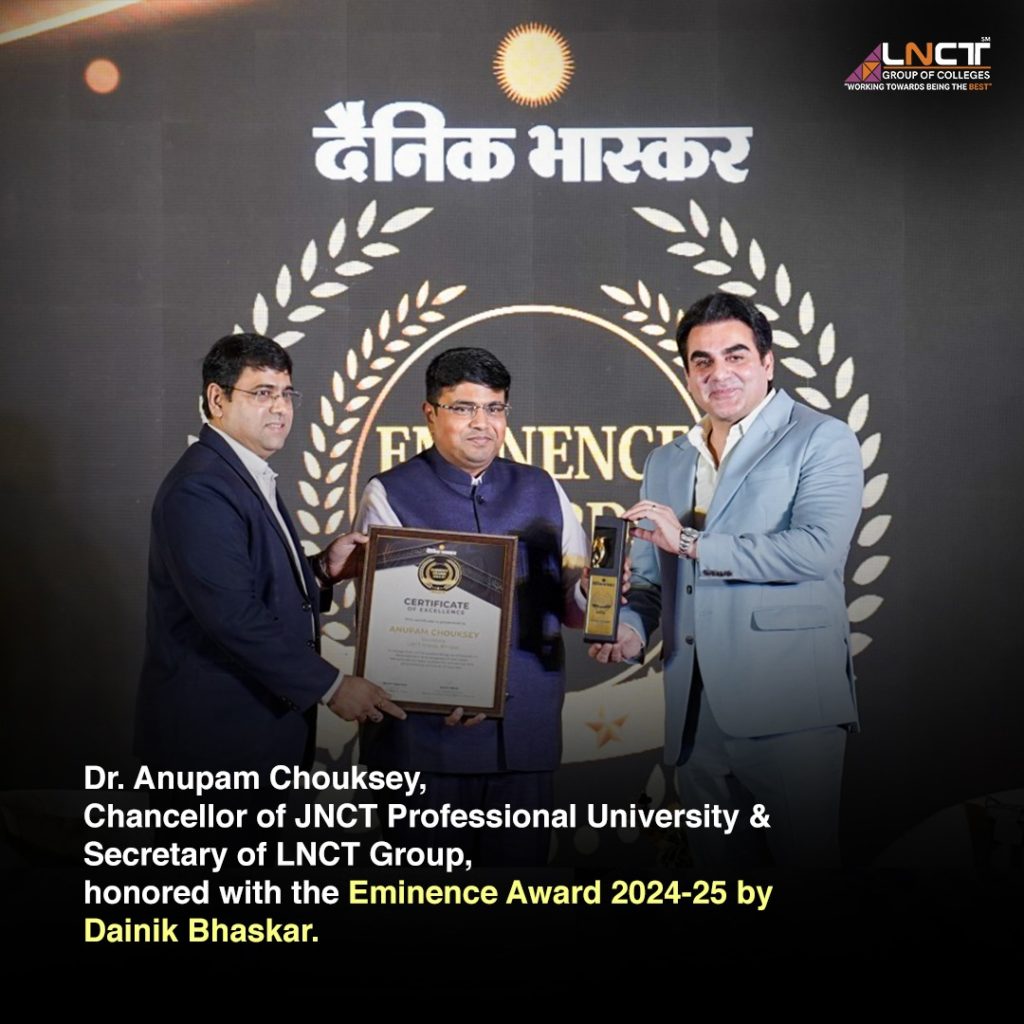 LNCT SM
GROUP OF COLLEGES
"WORKING TOWARDS BEING THE BEST"
दैनिक भास्कर
EMINENCE
CERTIFICATE
OF EXCELLENCE
ANUPAM CHOUKSEY
Dr. Anupam Chouksey,
Chancellor of JNCT Professional University &
Secretary of LNCT Group,
honored with the Eminence Award 2024-25 by
Dainik Bhaskar.